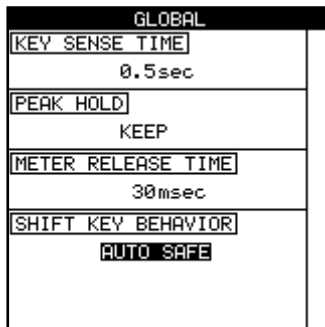 GLOBAL
KEY SENSE TIME
0.5sec
PEAK HOLD
KEEP
METER RELEASE TIME
30msec
SHIFT KEY BEHAVIOR
AUTO SAFE